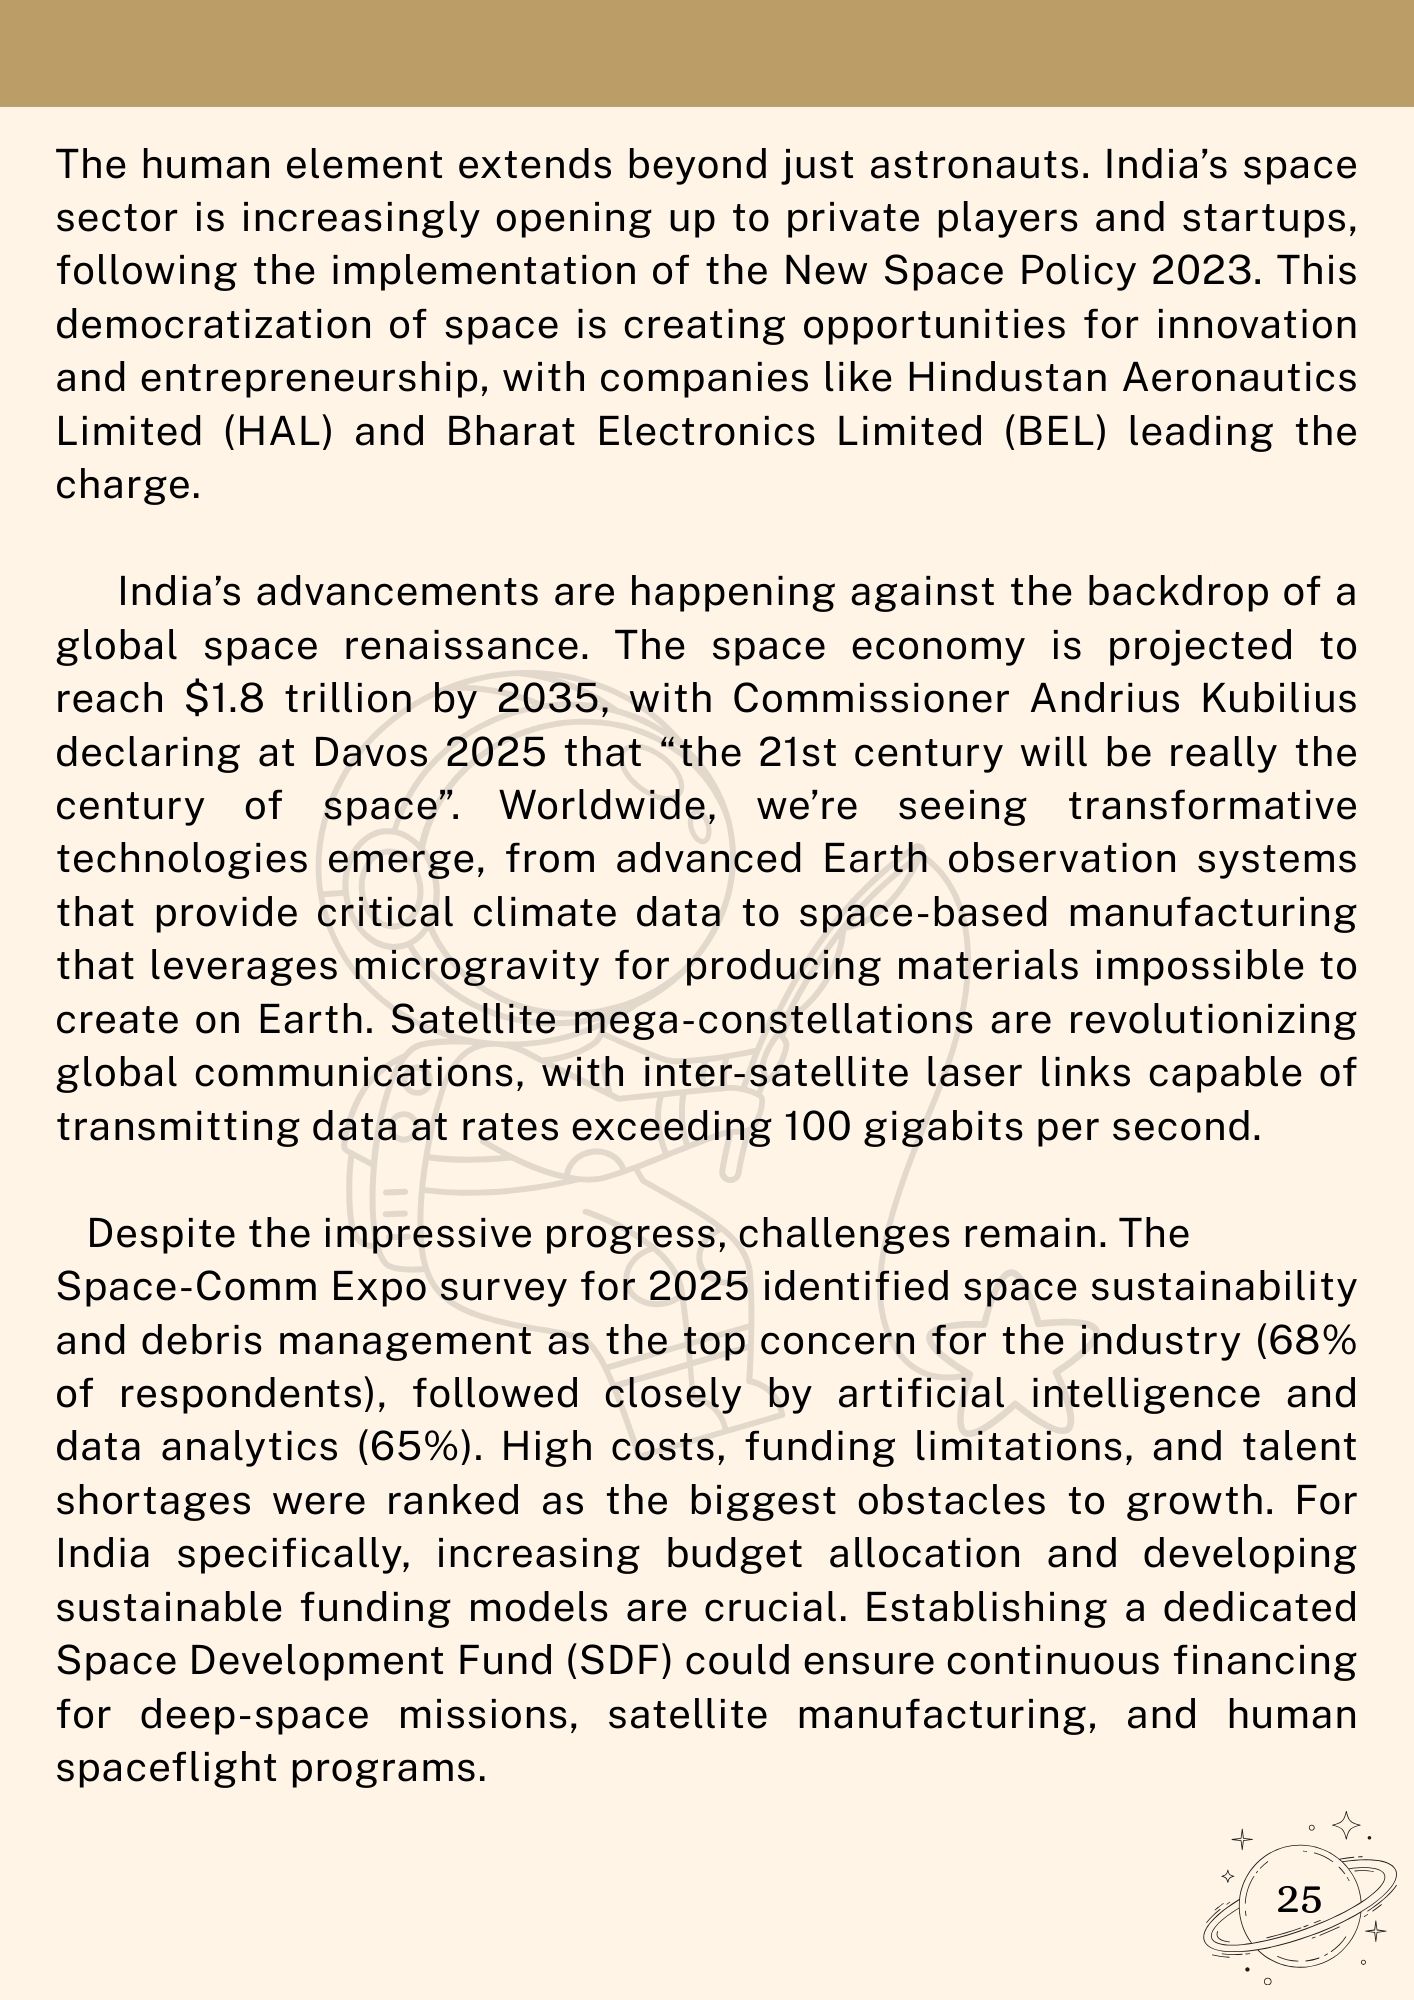 The human element extends beyond just astronauts. India’s space
sector is increasingly opening up to private players and startups,
following the implementation of the New Space Policy 2023. This
democratization of space is creating opportunities for innovation
and entrepreneurship, with companies like Hindustan Aeronautics
Limited (HAL) and Bharat Electronics Limited (BEL) leading the
charge.
India’s advancements are happening against the backdrop of a
global space renaissance. The space economy is projected to
reach $1.8 trillion by 2035, with Commissioner Andrius Kubilius
declaring at Davos 2025 that “the 21st century will be really the
century of space”. Worldwide, we’re seeing transformative
technologies emerge, from advanced Earth observation systems
that provide critical climate data to space-based manufacturing
that leverages microgravity for producing materials impossible to
create on Earth. Satellite mega-constellations are revolutionizing
global communications, with inter-satellite laser links capable of
transmitting data at rates exceeding 100 gigabits per second.
Despite the impressive progress, challenges remain. The
Space-Comm Expo survey for 2025 identified space sustainability
and debris management as the top concern for the industry (68%
of respondents), followed closely by artificial intelligence and
data analytics (65%). High costs, funding limitations, and talent
shortages were ranked as the biggest obstacles to growth. For
India specifically, increasing budget allocation and developing
sustainable funding models are crucial. Establishing a dedicated
Space Development Fund (SDF) could ensure continuous financing
for deep-space missions, satellite manufacturing, and human
spaceflight programs.
25